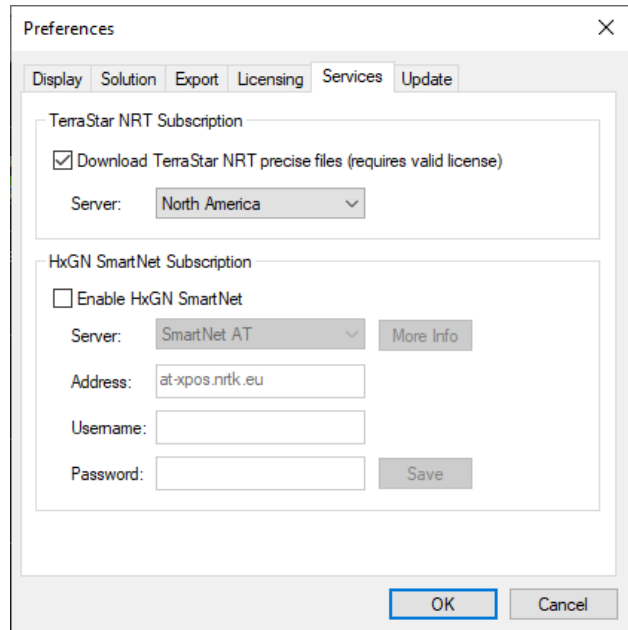 Preferences
Display Solution Export Licensing Services Update
TerraStar NRT Subscription
Download TerraStar NRT precise files (requires valid license)
Server: North America
HxGN SmartNet Subscription
Enable HxGN SmartNet
Server: SmartNet AT More Info
Address: at-xpos.nrtk.eu
Username:
Password: Save
OK Cancel